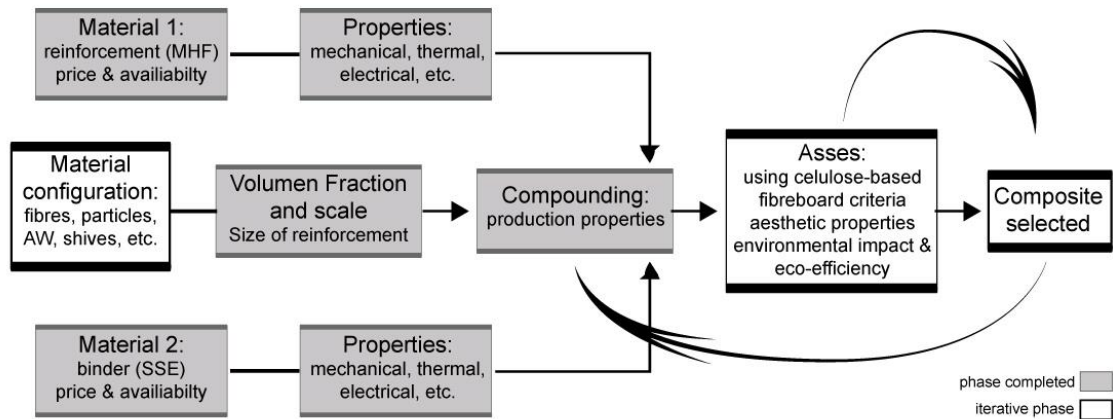 Material 1:
reinforcement (MHF)
price & availiabilty
Properties:
mechanical, thermal,
electrical, etc.
Material
configuration:
fibres, particles,
AW, shives, etc.
Volumen Fraction
and scale
Size of reinforcement
Compounding:
production properties
Asses:
using celulose-based
fibreboard criteria
aesthetic properties
environmental impact &
eco-efficiency
Composite
selected
Material 2:
binder (SSE)
price & availiabilty
Properties:
mechanical, thermal,
electrical, etc.
phase completed
iterative phase